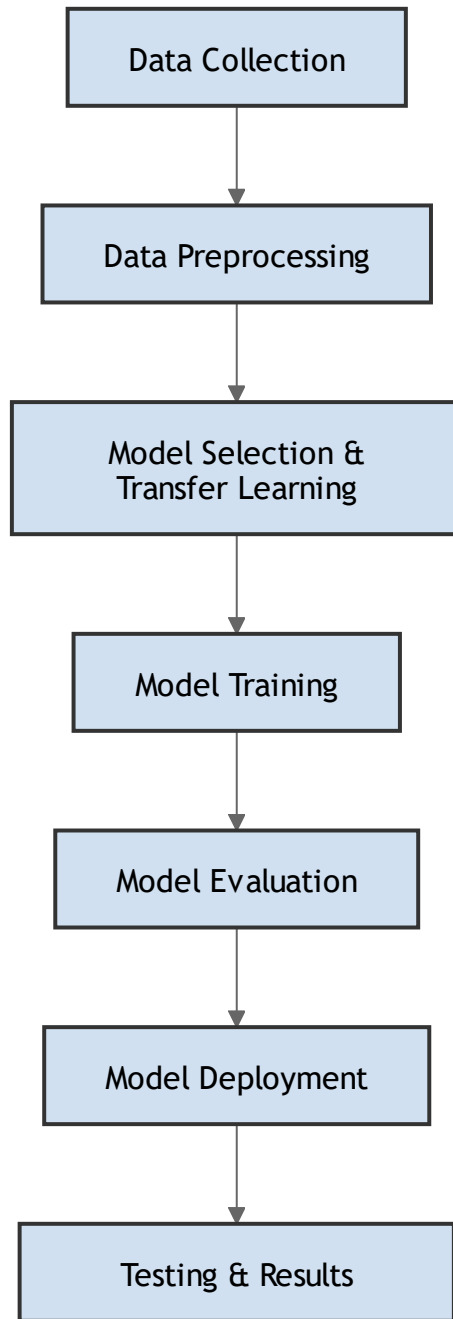 Data Collection
Data Preprocessing
Model Selection &
Transfer Learning
Model Training
Model Evaluation
Model Deployment
Testing & Results